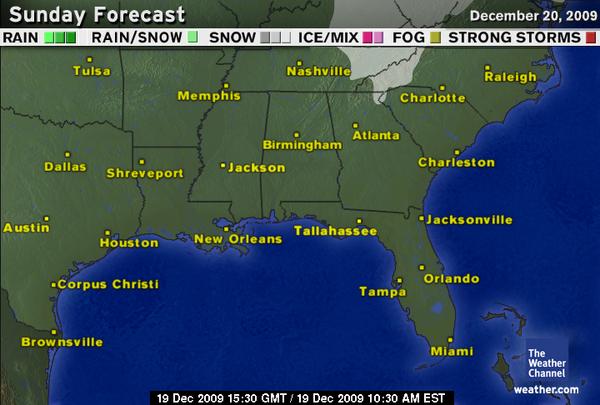 Sunday Forecast
December 20, 2009
RAIN RAIN/SNOW SNOW ICE/MIX FOG STRONG STORMS
Tulsa
Nashville
Raleigh
Memphis
Charlotte
Birmingham
Atlanta
Dallas
Shreveport
Jackson
Charleston
Austin
Houston
New Orleans
Tallahassee
Jacksonville
Corpus Christi
Tampa
Orlando
Brownsville
Miami
The
Weather
Channel
weather.com
19 Dec 2009 15:30 GMT / 19 Dec 2009 10:30 AM EST